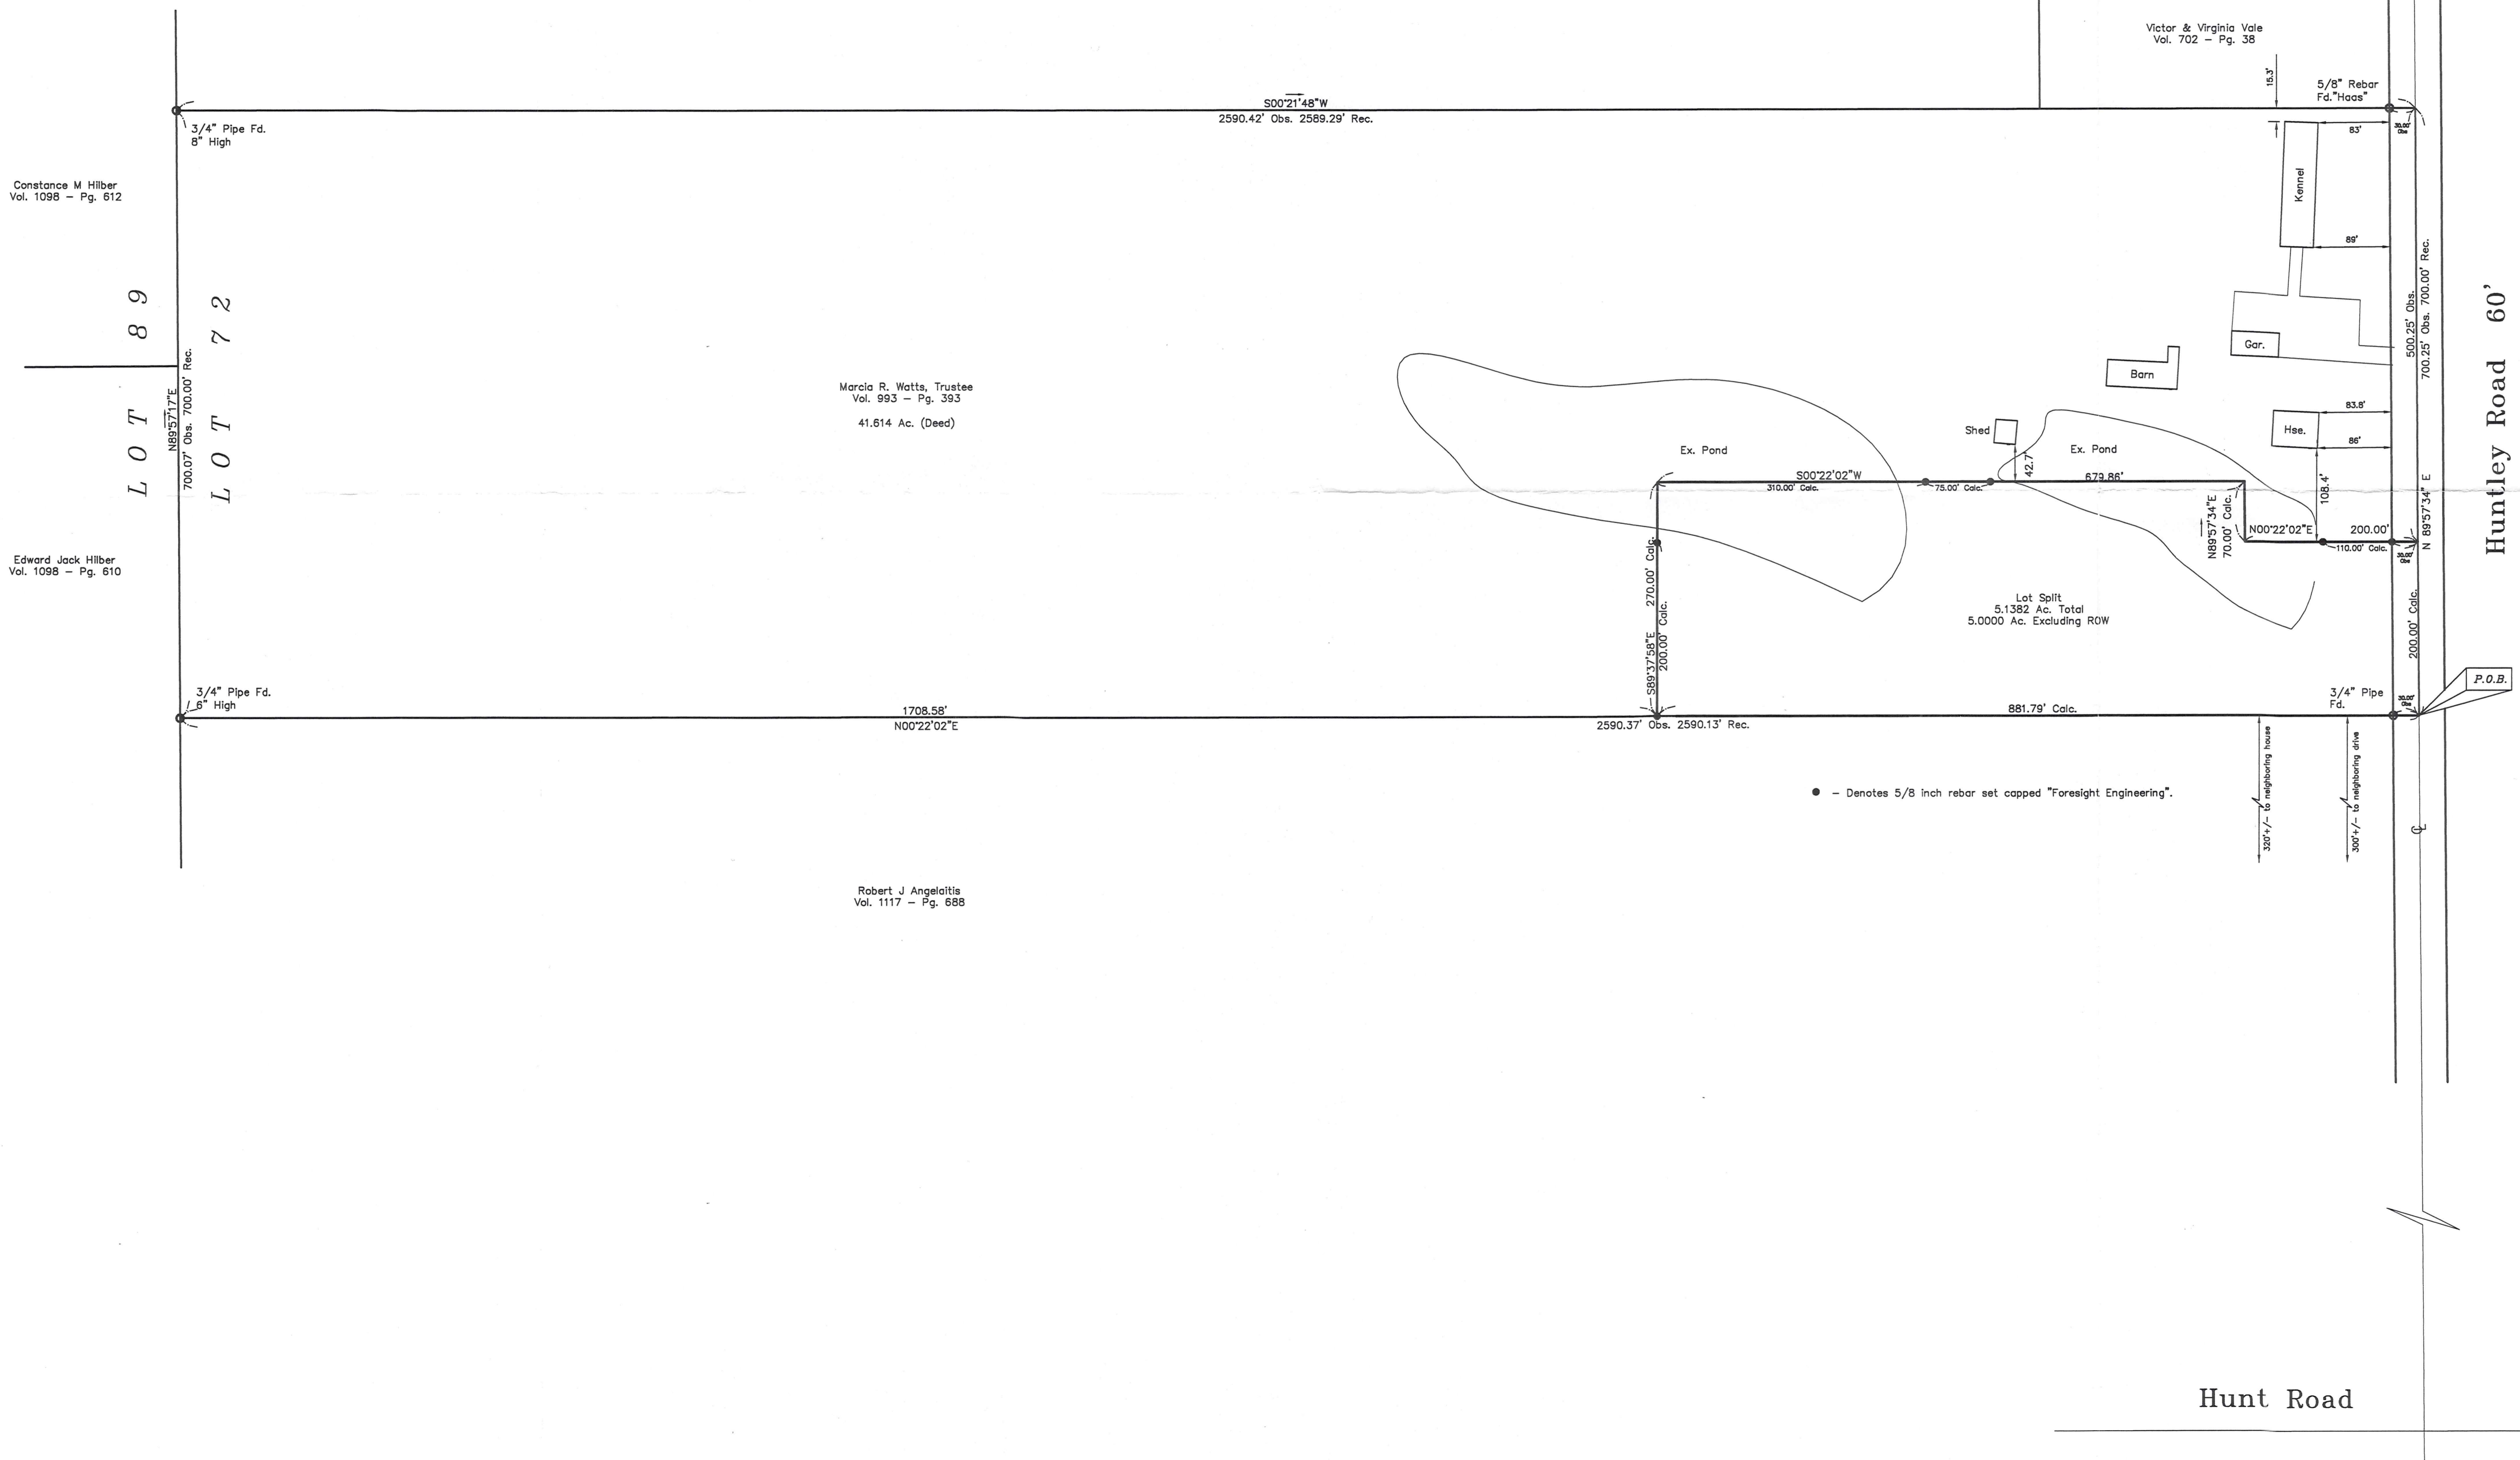 Victor & Virginia Vale
Vol. 702 – Pg. 38
15.3'
5/8" Rebar
Fd."Haas"
S00°21'48"W
2590.42' Obs. 2589.29' Rec.
3/4" Pipe Fd.
8" High
83'
30.00'
Obs
Kennel
Constance M Hilber
Vol. 1098 – Pg. 612
89'
LOT 89
LOT 72
N89°57'17"E
700.07' Obs. 700.00' Rec.
500.25' Obs.
700.25' Obs. 700.00' Rec.
N 89°57'34" E
Huntley Road 60'
Gar.
Barn
Marcia R. Watts, Trustee
Vol. 993 – Pg. 393
41.614 Ac. (Deed)
83.8'
Hse.
86'
Shed
Ex. Pond
Ex. Pond
42.7'
S00°22'02"W
679.86'
310.00' Calc.
75.00' Calc.
108.4'
N89°57'34"E
70.00' Calc.
N00°22'02"E
200.00'
110.00' Calc.
30.00'
Obs
Edward Jack Hilber
Vol. 1098 – Pg. 610
270.00' Calc.
S89°37'58"E
200.00' Calc.
Lot Split
5.1382 Ac. Total
5.0000 Ac. Excluding ROW
200.00' Calc.
P.O.B.
3/4" Pipe Fd.
6" High
3/4" Pipe
Fd.
30.00'
Obs
1708.58'
N00°22'02"E
881.79' Calc.
2590.37' Obs. 2590.13' Rec.
320'+/- to neighboring house
300'+/- to neighboring drive
– Denotes 5/8 inch rebar set capped "Foresight Engineering".
CL
Robert J Angelaitis
Vol. 1117 – Pg. 688
Hunt Road